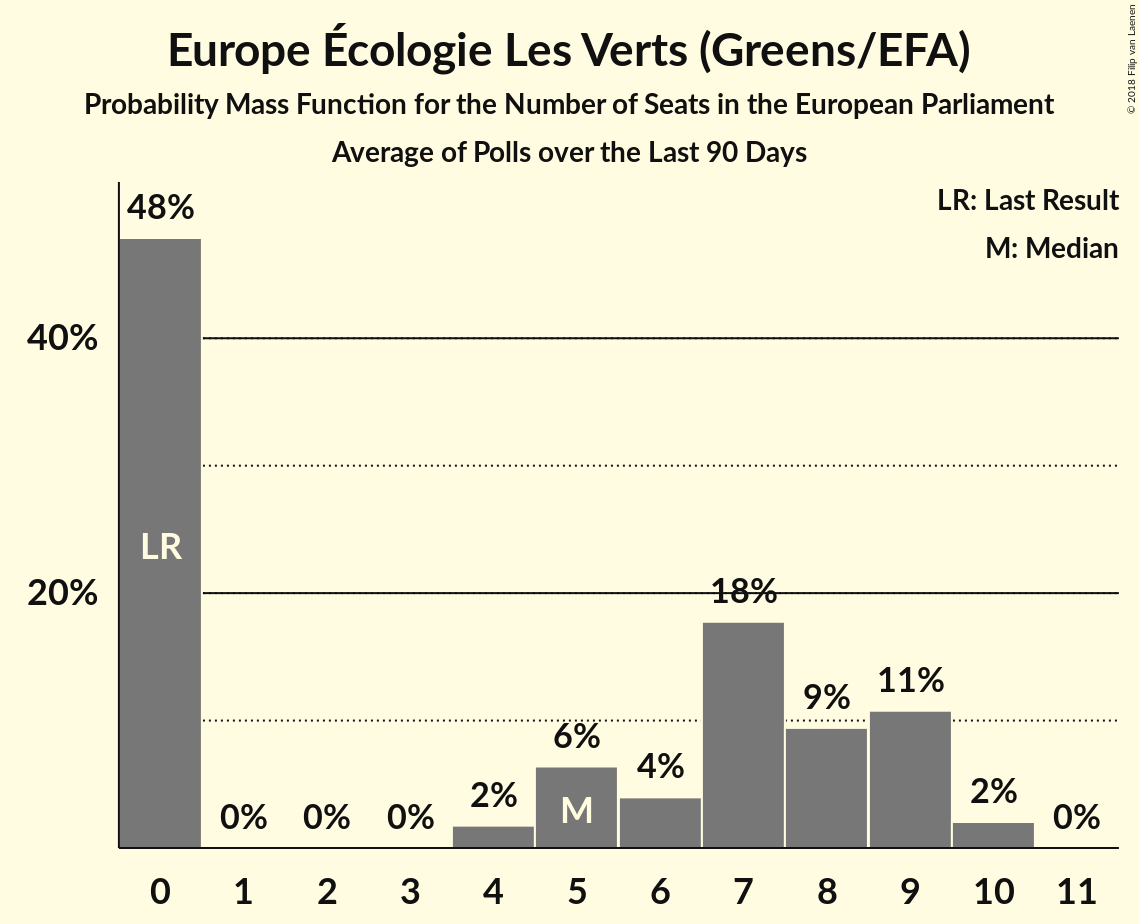 Europe Écologie Les Verts (Greens/EFA)
Probability Mass Function for the Number of Seats in the European Parliament
Average of Polls over the Last 90 Days
© 2018 Filip van Laenen
LR: Last Result
M: Median
48%
40%
LR
20%
18%
11%
9%
6%
4%
2%
2%
0%
0%
0%
0%
M
0 1 2 3 4 5 6 7 8 9 10 11